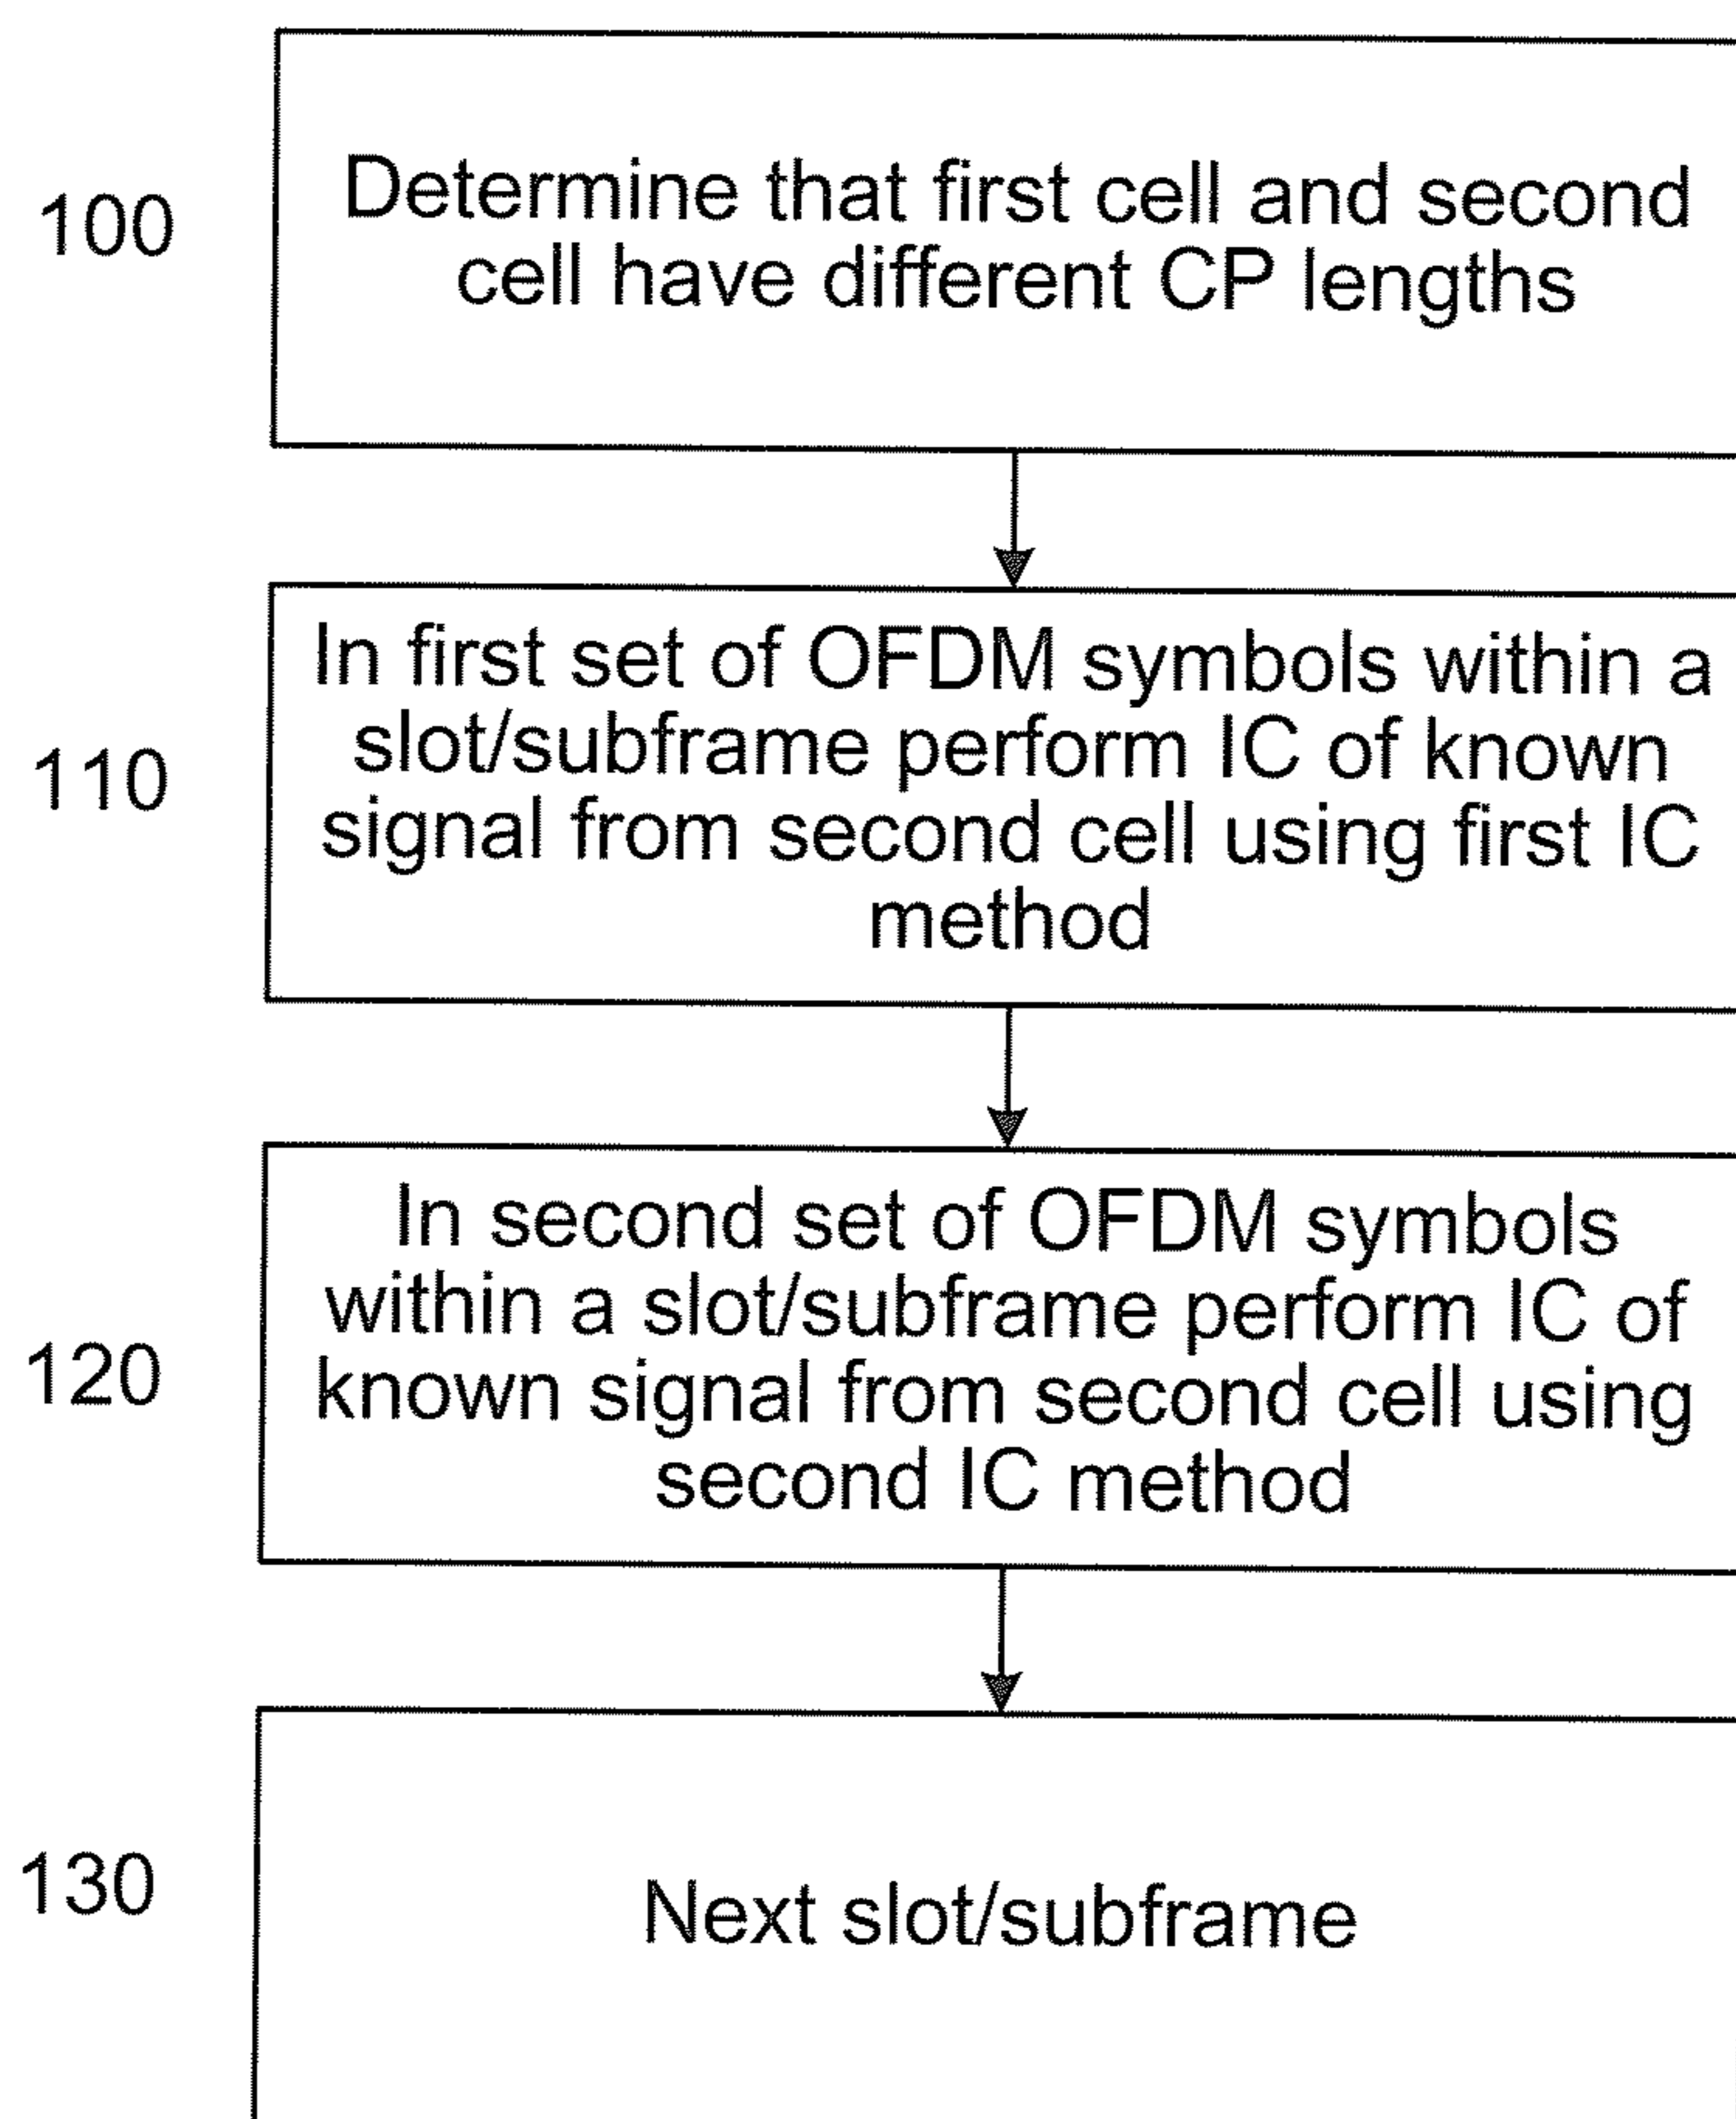 100
Determine that first cell and second
cell have different CP lengths
110
In first set of OFDM symbols within a
slot/subframe perform IC of known
signal from second cell using first IC
method
120
In second set of OFDM symbols
within a slot/subframe perform IC of
known signal from second cell using
second IC method
130
Next slot/subframe